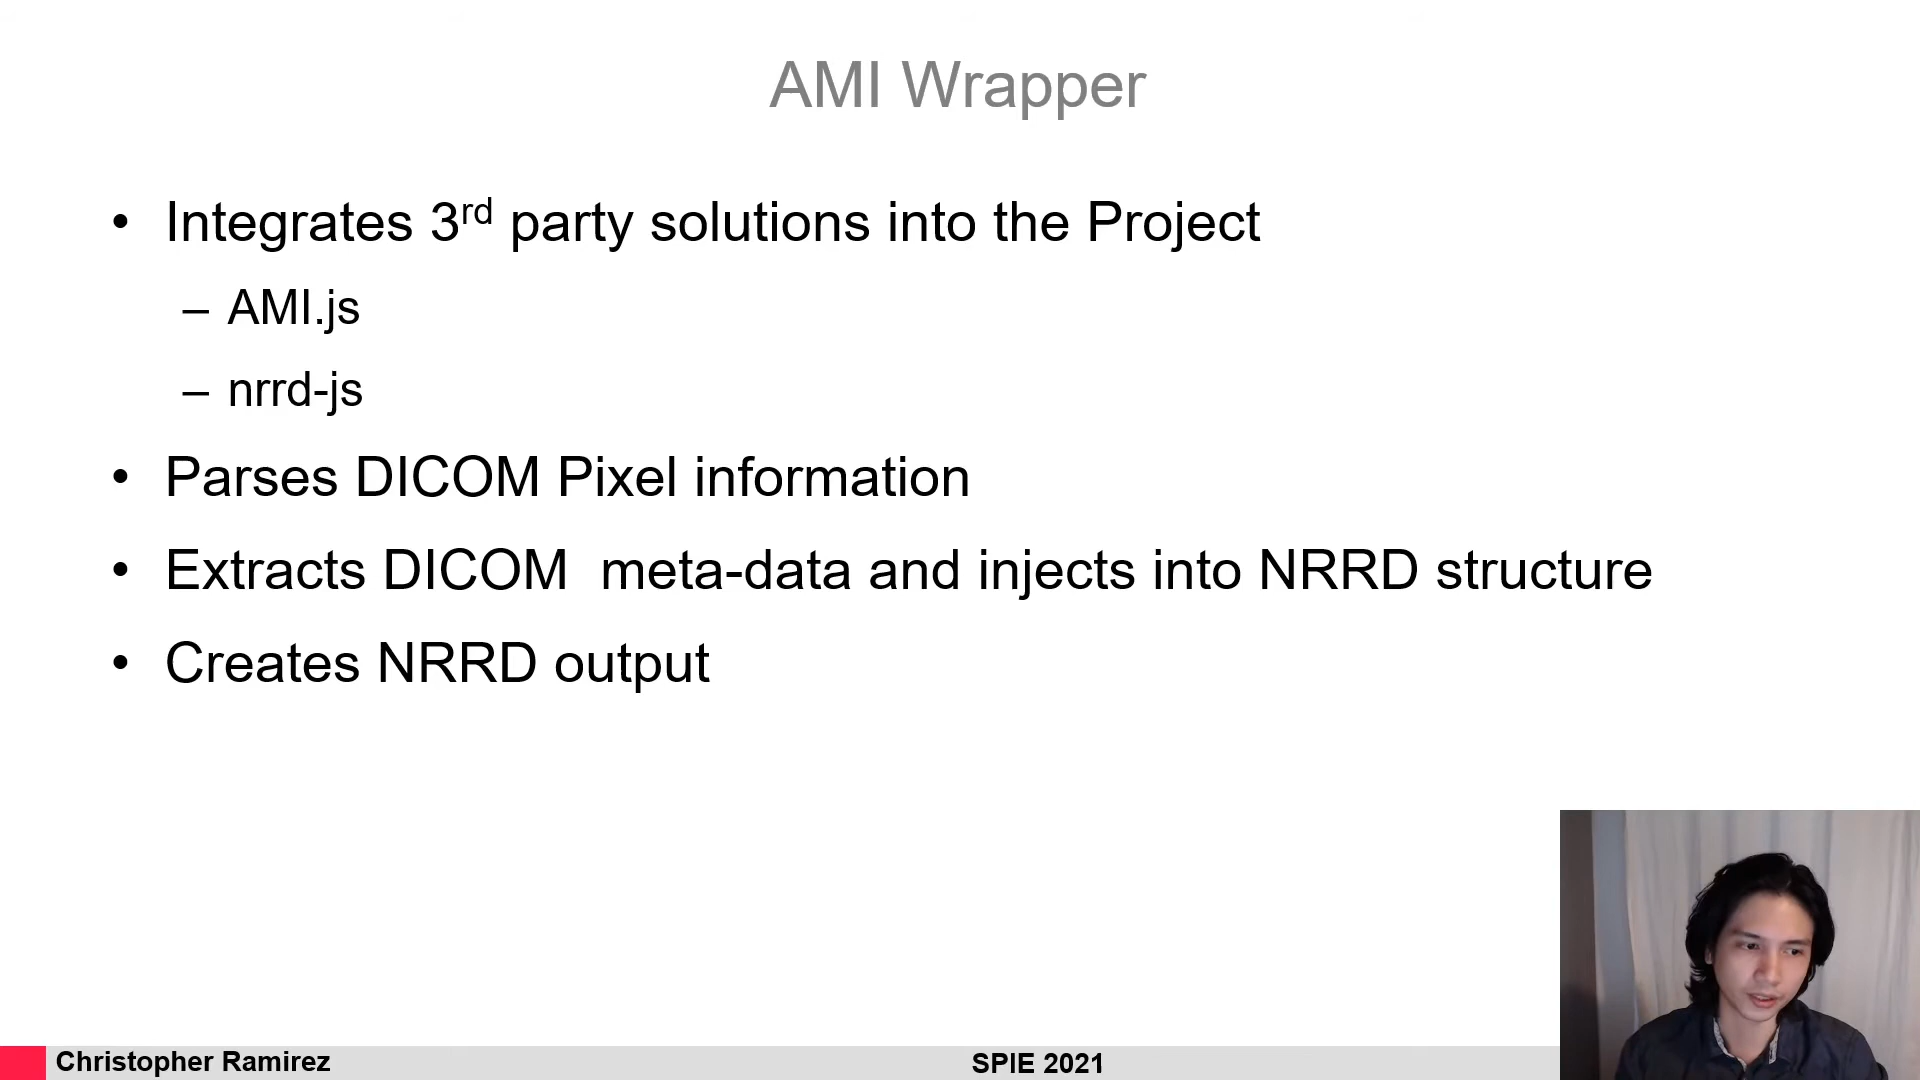 AMI Wrapper
• Integrates 3rd party solutions into the Project
– AMI.js
– nrrd-js
• Parses DICOM Pixel information
• Extracts DICOM  meta-data and injects into NRRD structure
• Creates NRRD output
Christopher Ramirez
SPIE 2021